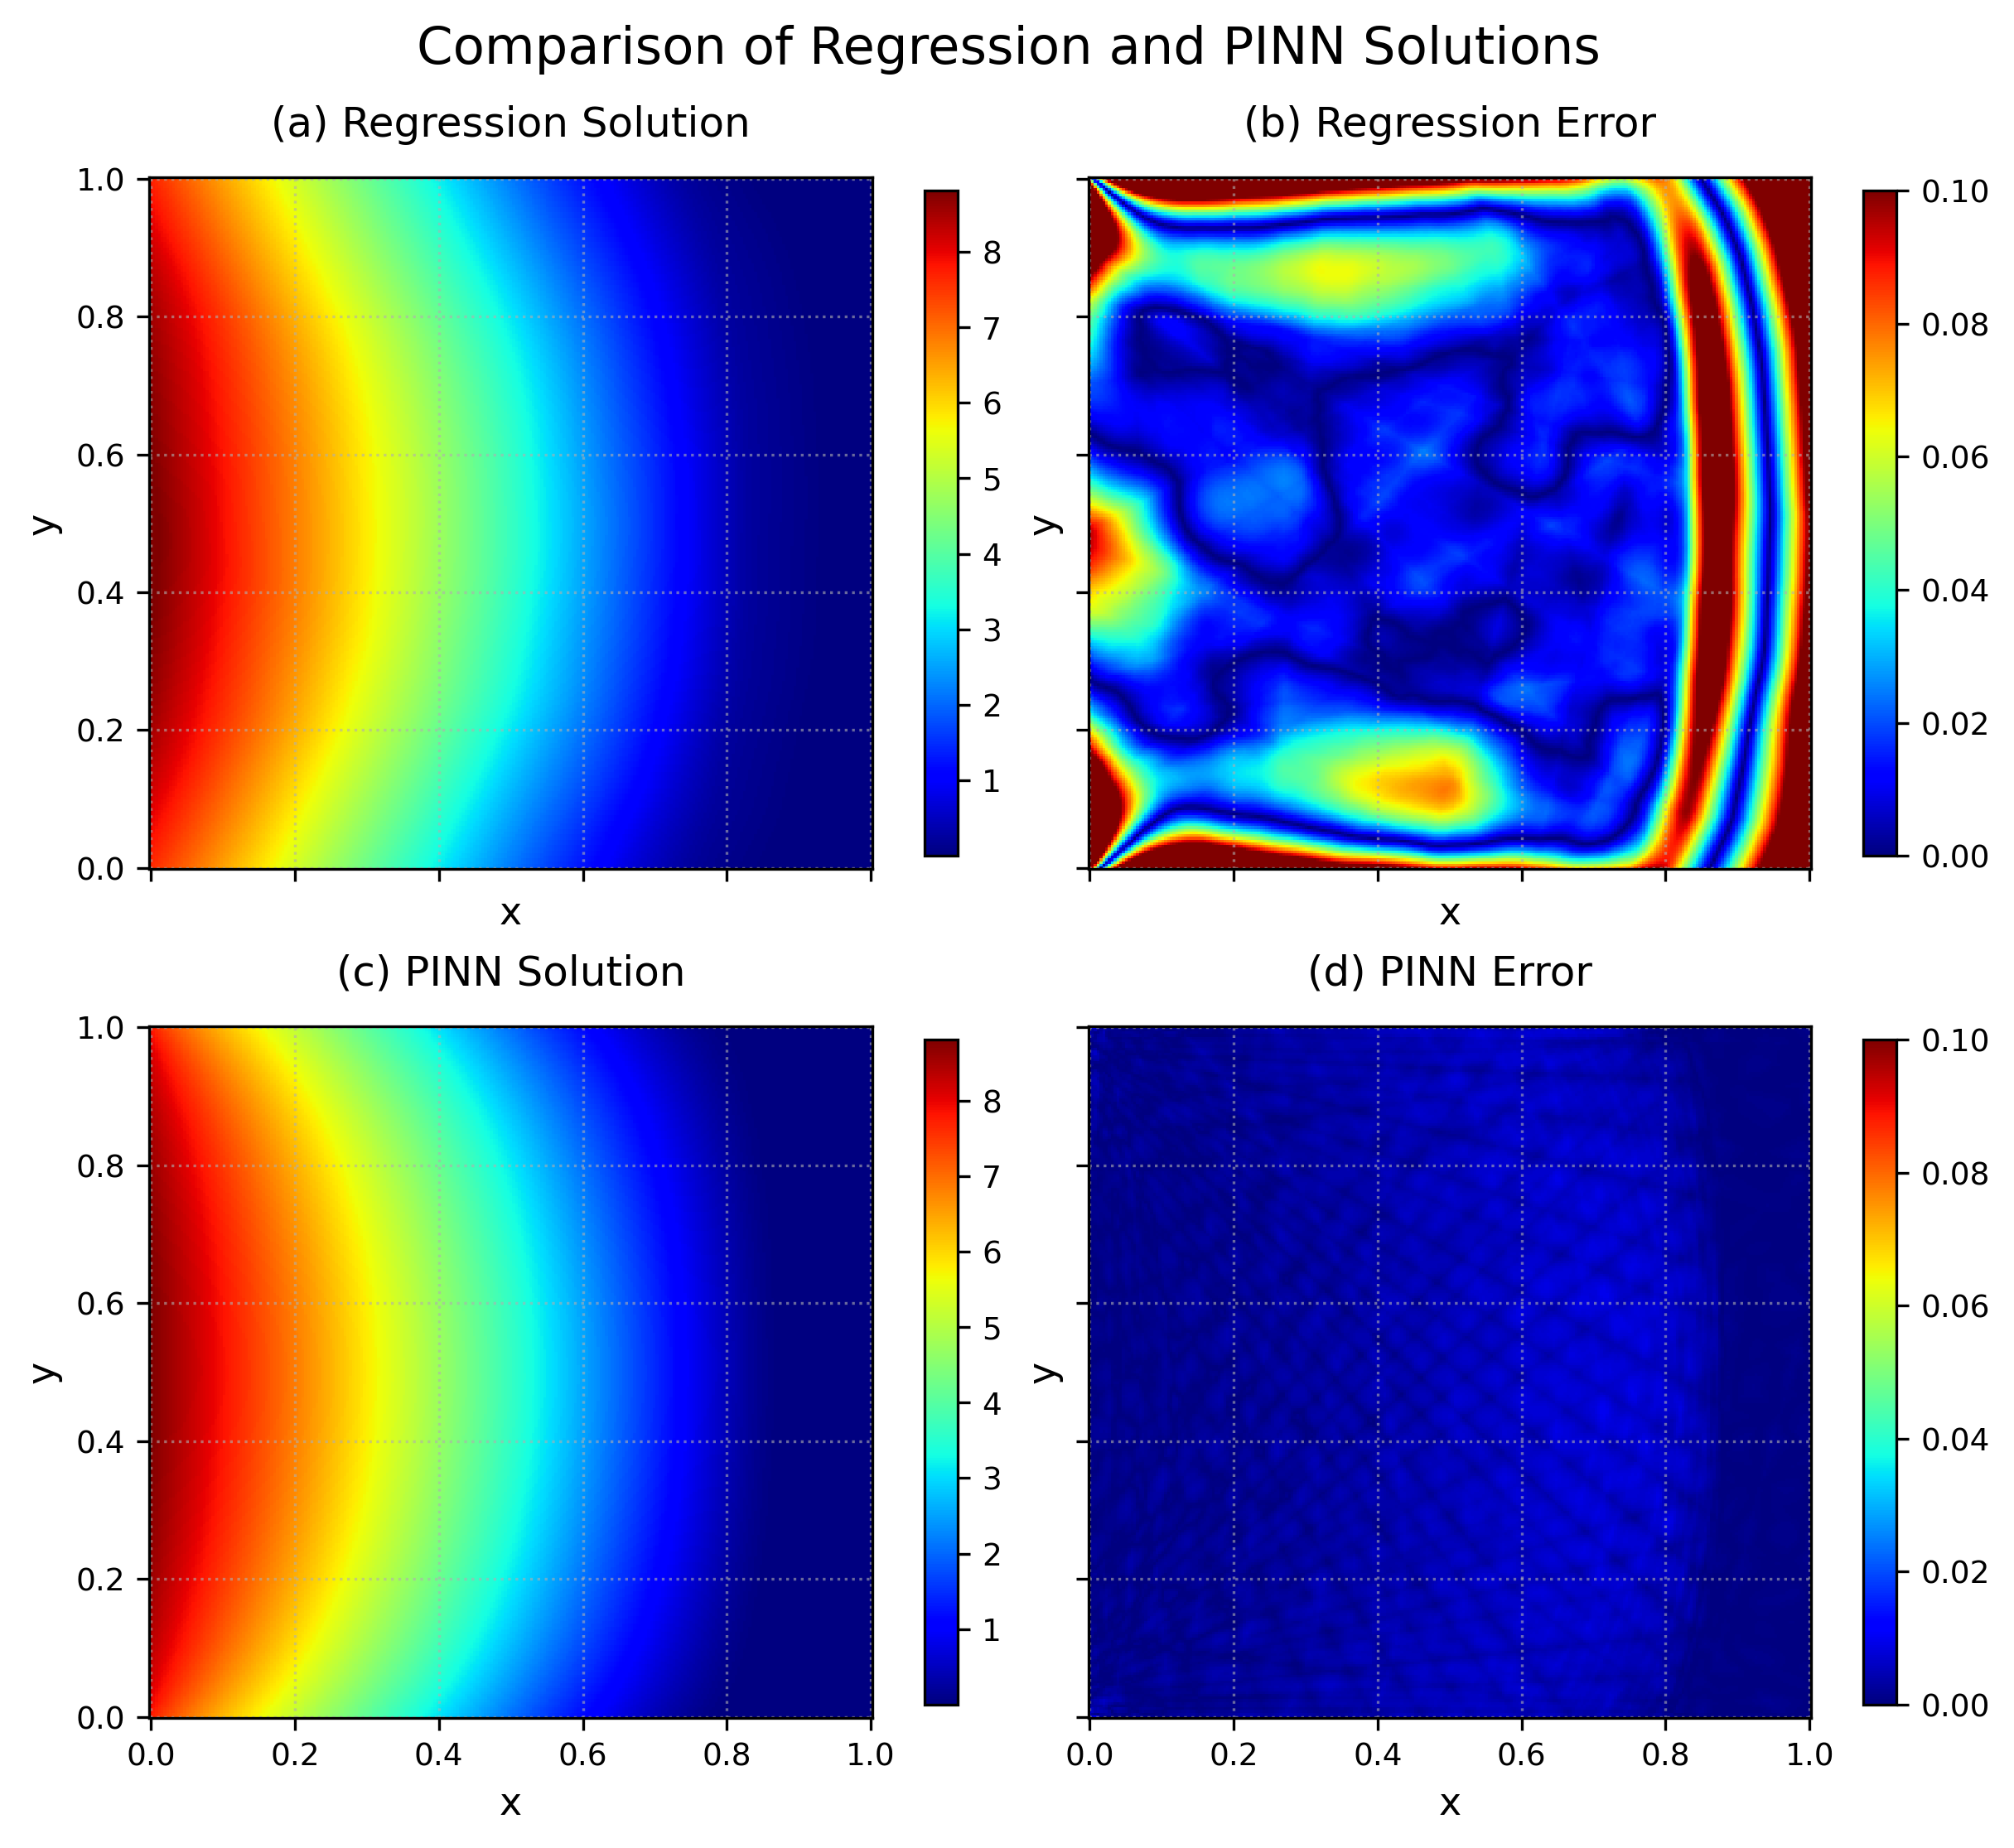 Comparison of Regression and PINN Solutions
(a) Regression Solution
(b) Regression Error
1.0
0.8
0.6
0.4
0.2
0.0
y
x
8
7
6
5
4
3
2
1
y
x
0.10
0.08
0.06
0.04
0.02
0.00
(c) PINN Solution
(d) PINN Error
1.0
0.8
0.6
0.4
0.2
0.0
y
0.0 0.2 0.4 0.6 0.8 1.0
x
8
7
6
5
4
3
2
1
y
0.0 0.2 0.4 0.6 0.8 1.0
x
0.10
0.08
0.06
0.04
0.02
0.00